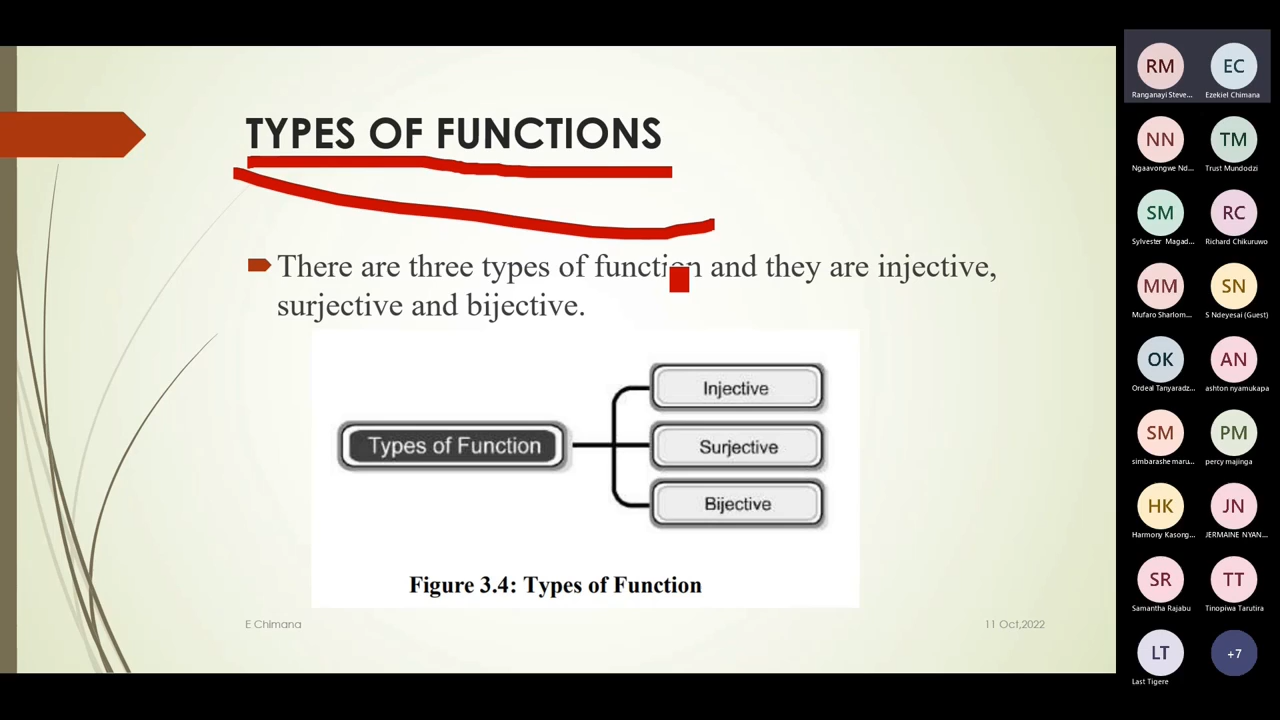 TYPES OF FUNCTIONS
There are three types of function and they are injective,
surjective and bijective.
Types of Function
Injective
Surjective
Bijective
Figure 3.4: Types of Function
E Chimana
11 Oct,2022
RM
EC
Ranganayi Steve...
Ezekiel Chimana
NN
TM
Ngaavongwe Nd...
Trust Mundodzi
SM
RC
Sylvester Magad...
Richard Chikuruwo
MM
SN
Mufaro Sharlom...
S Ndeyesai (Guest)
OK
AN
Ordeal Tanyaradz...
ashton nyamukapa
SM
PM
simbarashe maru...
percy majinga
HK
JN
Harmony Kasong...
JERMAINE NYAN...
SR
TT
Samantha Rajabu
Tinopiwa Tarutira
LT
+7
Last Tigere